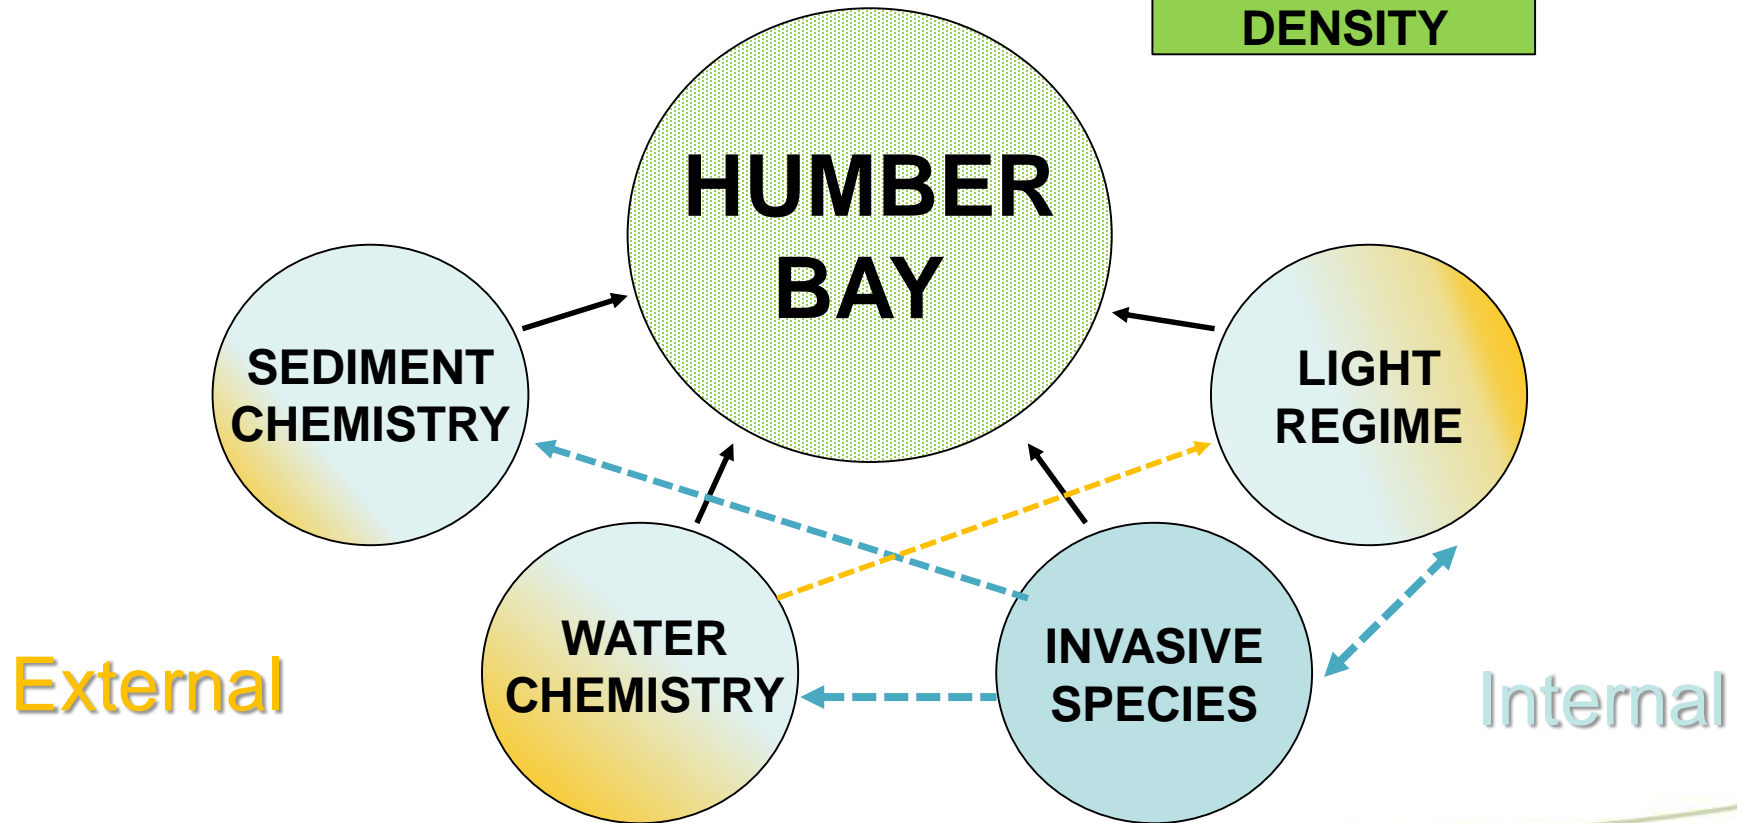 DENSITY
HUMBER
BAY
SEDIMENT
CHEMISTRY
LIGHT
REGIME
WATER
CHEMISTRY
INVASIVE
SPECIES
External
Internal